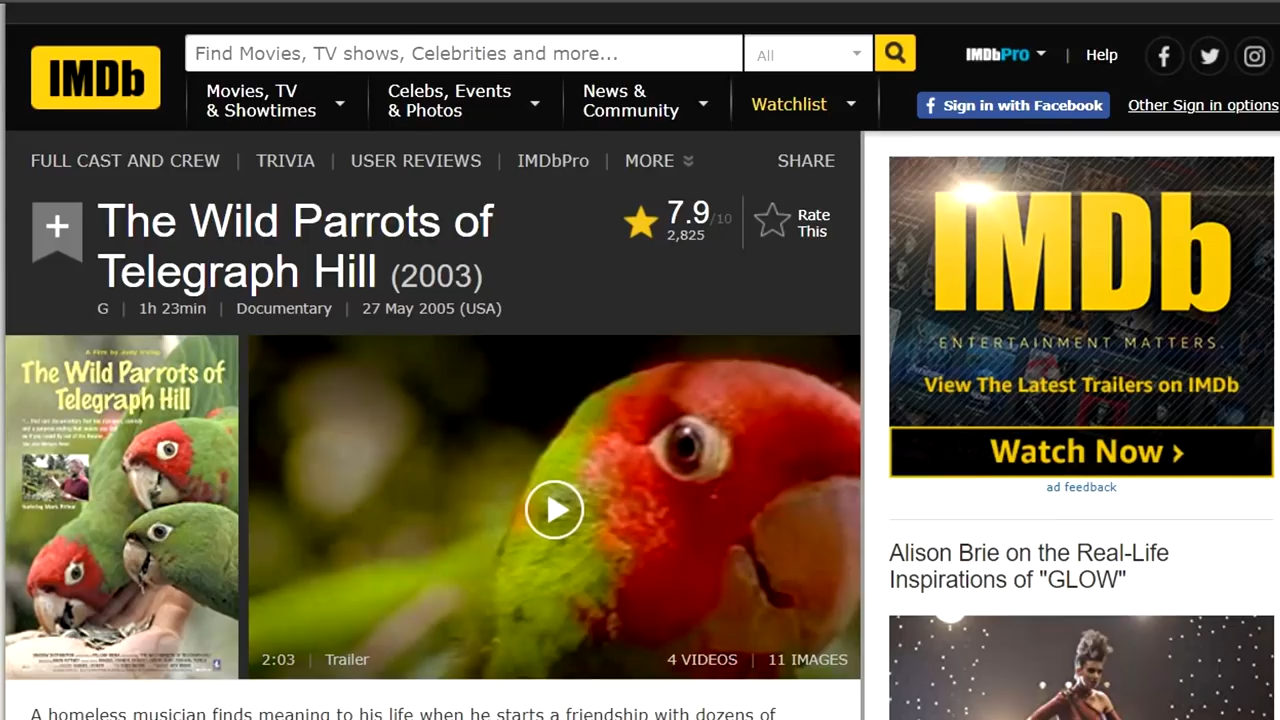 IMDb
Find Movies, TV shows, Celebrities and more...
All
IMDbPro
Help
Movies, TV
& Showtimes
Celebs, Events
& Photos
News &
Community
Watchlist
f Sign in with Facebook
Other Sign in options
FULL CAST AND CREW | TRIVIA | USER REVIEWS | IMDbPro | MORE
SHARE
+
The Wild Parrots of
Telegraph Hill (2003)
7.9/10
2,825
Rate
This
G | 1h 23min | Documentary | 27 May 2005 (USA)
A Film by Judy Irving
The Wild Parrots of
Telegraph Hill
2:03 | Trailer
4 VIDEOS | 11 IMAGES
A homeless musician finds meaning to his life when he starts a friendship with dozens of
IMDb
ENTERTAINMENT MATTERS.
View The Latest Trailers on IMDb
Watch Now ›
ad feedback
Alison Brie on the Real-Life
Inspirations of "GLOW"